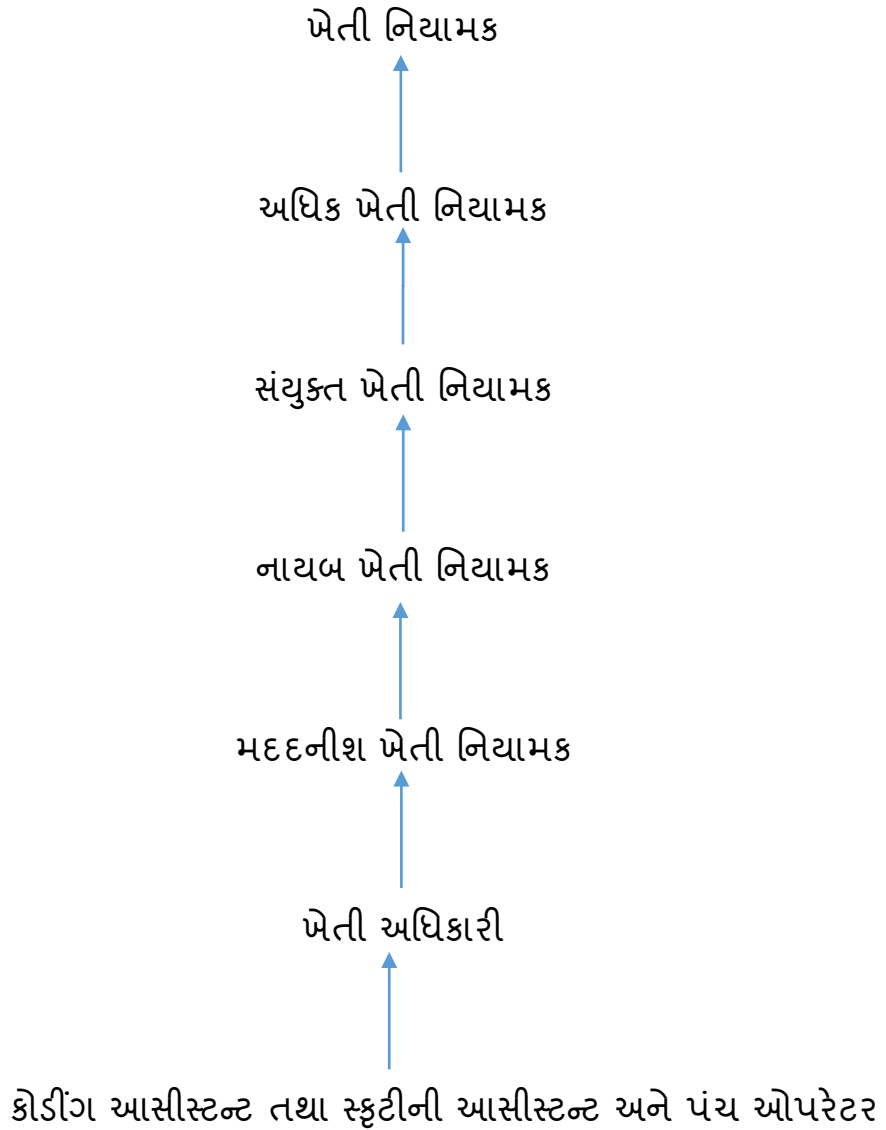 ખેતી નિયામક
અધિક ખેતી નિયામક
સંયુક્ત ખેતી નિયામક
નાયબ ખેતી નિયામક
મદદનીશ ખેતી નિયામક
ખેતી અધિકારી
કોડીંગ આસીસ્ટન્ટ તથા સ્કૃટીની આસીસ્ટન્ટ અને પંચ ઓપરેટર